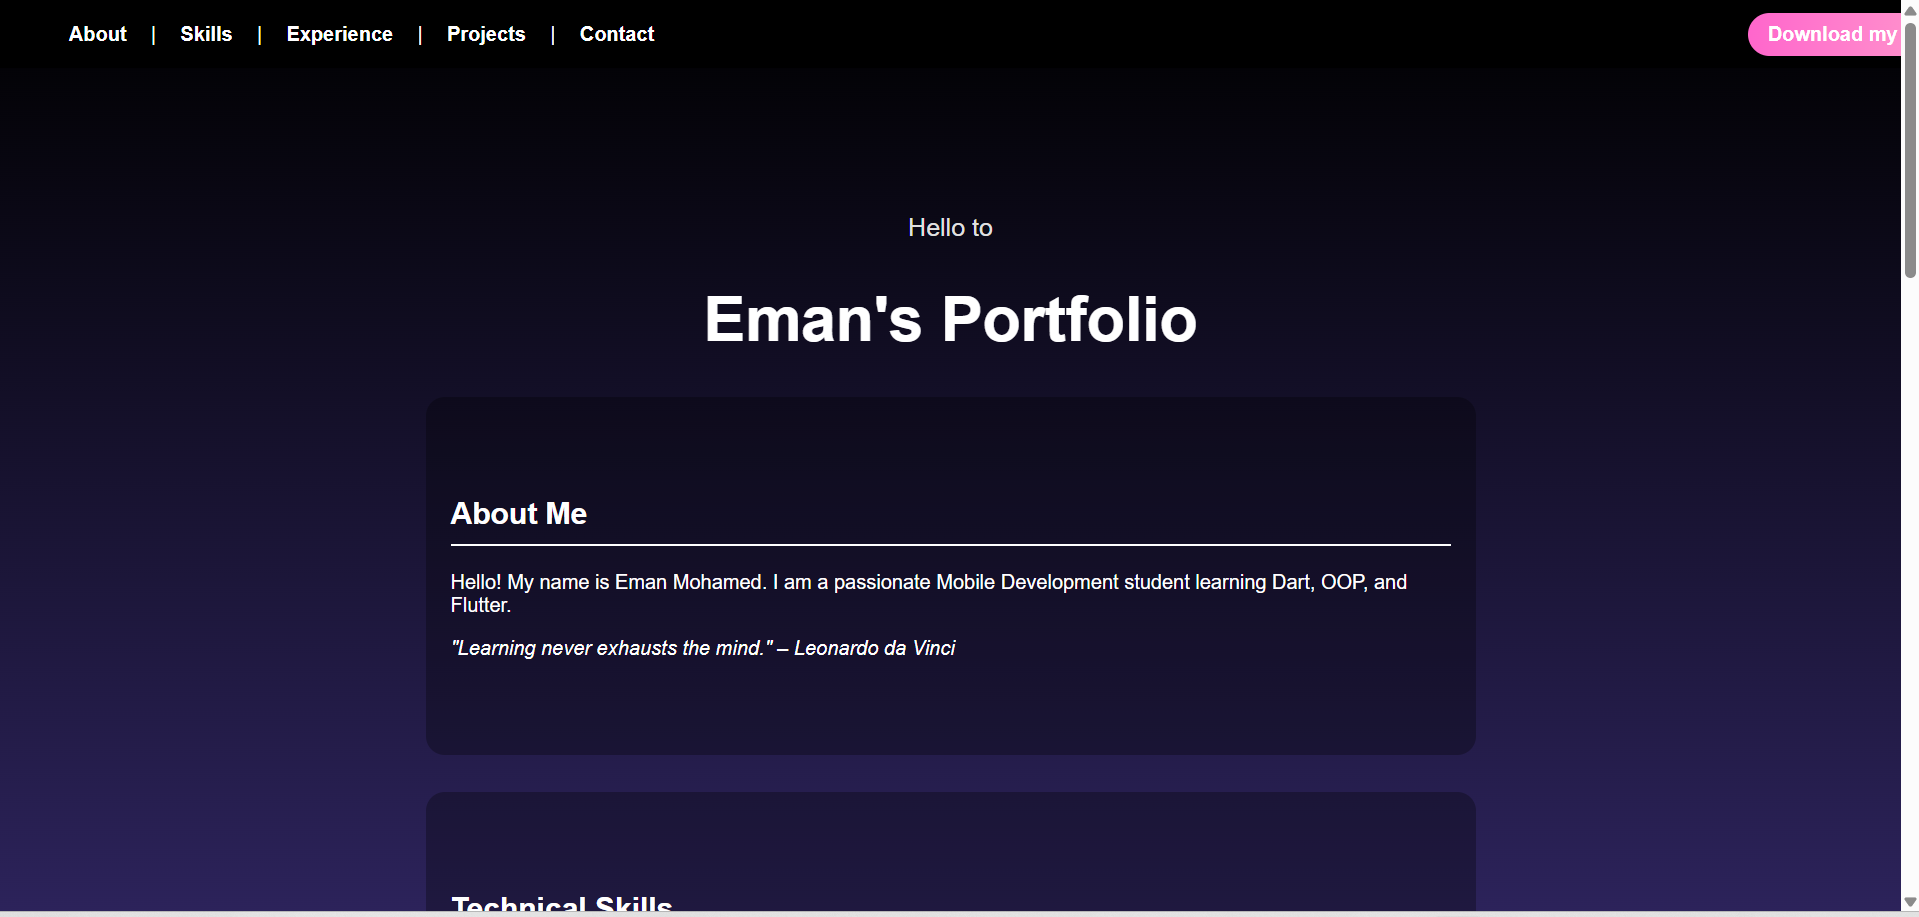 About | Skills | Experience | Projects | Contact
Download my
Hello to
Eman's Portfolio
About Me
Hello! My name is Eman Mohamed. I am a passionate Mobile Development student learning Dart, OOP, and
Flutter.
"Learning never exhausts the mind." – Leonardo da Vinci
Technical Skills